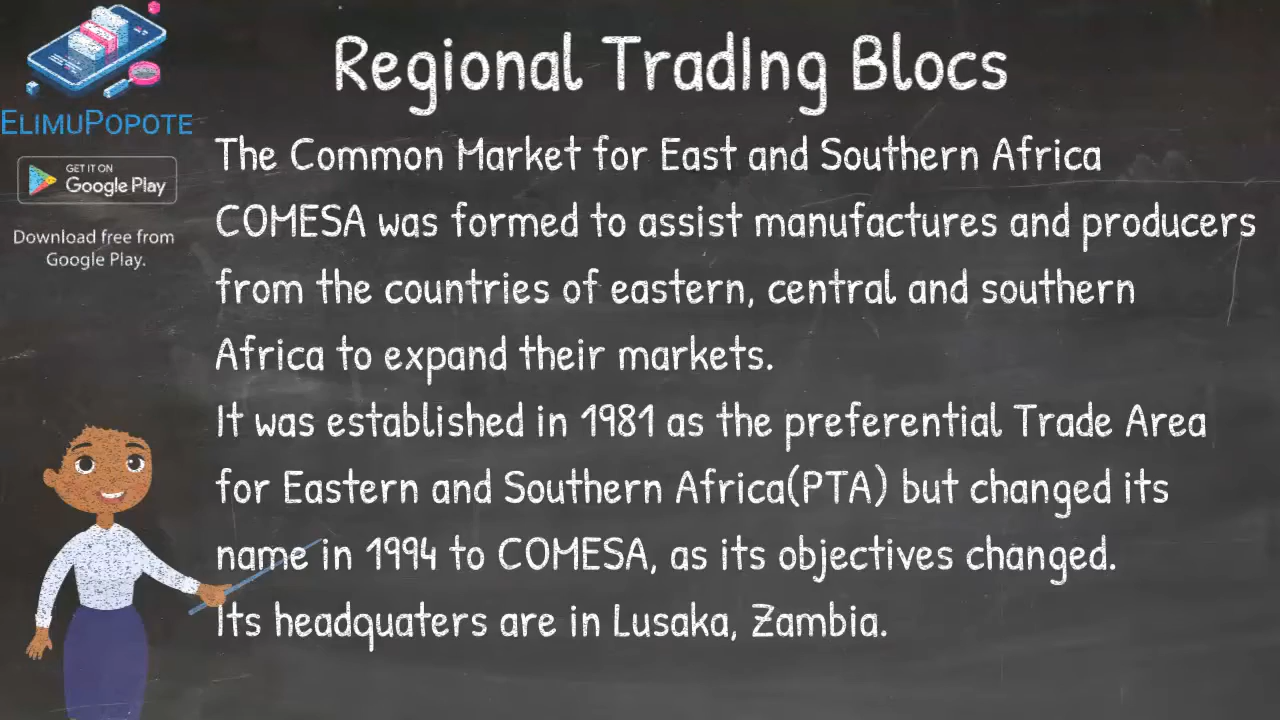 Regional TradIng Blocs
ELIMUPOPOTE
GET IT ON
Google Play
Download free from
Google Play.
The Common Market for East and Southern Africa
COMESA was formed to assist manufactures and producers
from the countries of eastern, central and southern
Africa to expand their markets.
It was established in 1981 as the preferential Trade Area
for Eastern and Southern Africa(PTA) but changed its
name in 1994 to COMESA, as its objectives changed.
Its headquaters are in Lusaka, Zambia.